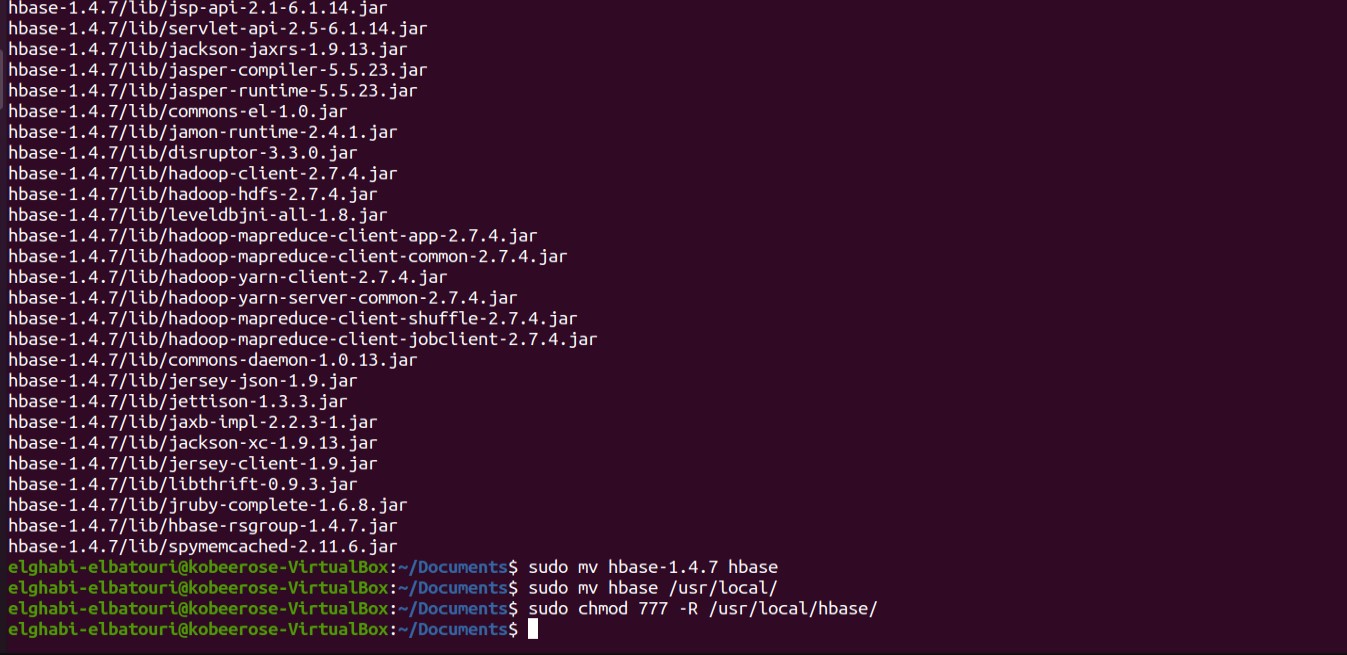 hbase-1.4.7/lib/jsp-api-2.1-6.1.14.jar
hbase-1.4.7/lib/servlet-api-2.5-6.1.14.jar
hbase-1.4.7/lib/jackson-jaxrs-1.9.13.jar
hbase-1.4.7/lib/jasper-compiler-5.5.23.jar
hbase-1.4.7/lib/jasper-runtime-5.5.23.jar
hbase-1.4.7/lib/commons-el-1.0.jar
hbase-1.4.7/lib/jamon-runtime-2.4.1.jar
hbase-1.4.7/lib/disruptor-3.3.0.jar
hbase-1.4.7/lib/hadoop-client-2.7.4.jar
hbase-1.4.7/lib/hadoop-hdfs-2.7.4.jar
hbase-1.4.7/lib/leveldbjni-all-1.8.jar
hbase-1.4.7/lib/hadoop-mapreduce-client-app-2.7.4.jar
hbase-1.4.7/lib/hadoop-mapreduce-client-common-2.7.4.jar
hbase-1.4.7/lib/hadoop-yarn-client-2.7.4.jar
hbase-1.4.7/lib/hadoop-yarn-server-common-2.7.4.jar
hbase-1.4.7/lib/hadoop-mapreduce-client-shuffle-2.7.4.jar
hbase-1.4.7/lib/hadoop-mapreduce-client-jobclient-2.7.4.jar
hbase-1.4.7/lib/commons-daemon-1.0.13.jar
hbase-1.4.7/lib/jersey-json-1.9.jar
hbase-1.4.7/lib/jettison-1.3.3.jar
hbase-1.4.7/lib/jaxb-impl-2.2.3-1.jar
hbase-1.4.7/lib/jackson-xc-1.9.13.jar
hbase-1.4.7/lib/jersey-client-1.9.jar
hbase-1.4.7/lib/libthrift-0.9.3.jar
hbase-1.4.7/lib/jruby-complete-1.6.8.jar
hbase-1.4.7/lib/hbase-rsgroup-1.4.7.jar
hbase-1.4.7/lib/spymemcached-2.11.6.jar
elghabi-elbatouri@kobeerose-VirtualBox:~/Documents$ sudo mv hbase-1.4.7 hbase
elghabi-elbatouri@kobeerose-VirtualBox:~/Documents$ sudo mv hbase /usr/local/
elghabi-elbatouri@kobeerose-VirtualBox:~/Documents$ sudo chmod 777 -R /usr/local/hbase/
elghabi-elbatouri@kobeerose-VirtualBox:~/Documents$